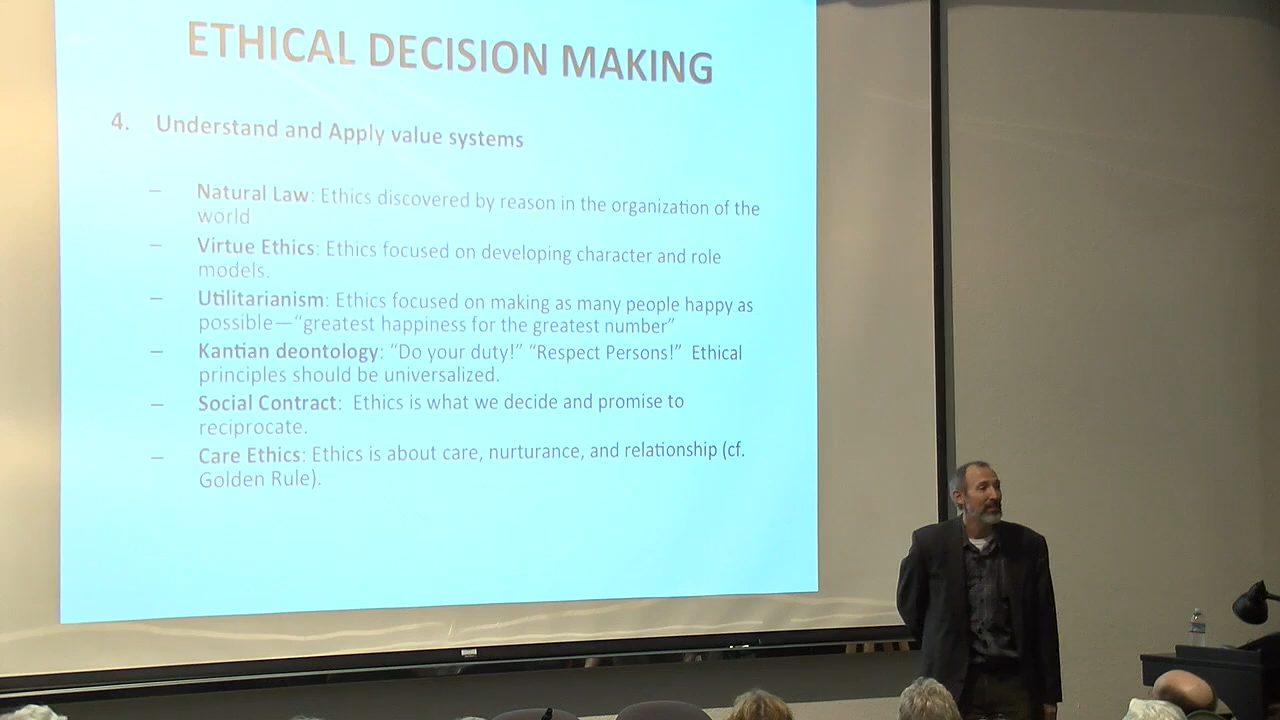 ETHICAL DECISION MAKING
4. Understand and Apply value systems
– Natural Law: Ethics discovered by reason in the organization of the
world
– Virtue Ethics: Ethics focused on developing character and role
models.
– Utilitarianism: Ethics focused on making as many people happy as
possible—“greatest happiness for the greatest number”
– Kantian deontology: “Do your duty!” “Respect Persons!” Ethical
principles should be universalized.
– Social Contract: Ethics is what we decide and promise to
reciprocate.
– Care Ethics: Ethics is about care, nurturance, and relationship (cf.
Golden Rule).